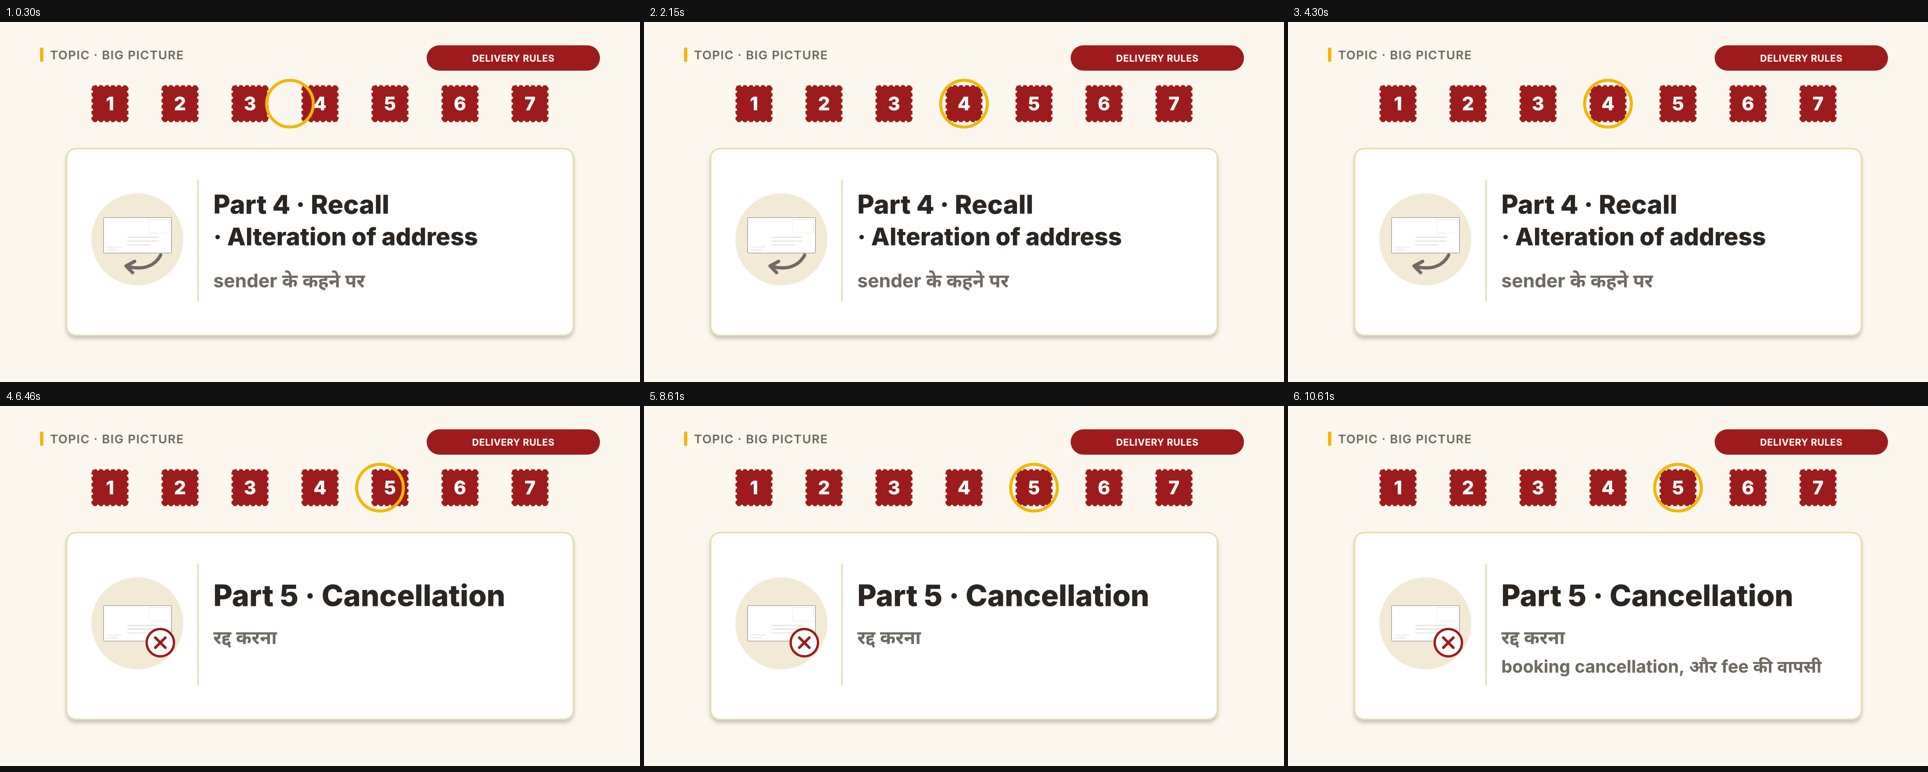 1. 0.30s
TOPIC · BIG PICTURE
DELIVERY RULES
1 2 3 4 5 6 7
Part 4 · Recall
· Alteration of address
sender के कहने पर
2. 2.15s
TOPIC · BIG PICTURE
DELIVERY RULES
1 2 3 4 5 6 7
Part 4 · Recall
· Alteration of address
sender के कहने पर
3. 4.30s
TOPIC · BIG PICTURE
DELIVERY RULES
1 2 3 4 5 6 7
Part 4 · Recall
· Alteration of address
sender के कहने पर
4. 6.46s
TOPIC · BIG PICTURE
DELIVERY RULES
1 2 3 4 5 6 7
Part 5 · Cancellation
रद्द करना
5. 8.61s
TOPIC · BIG PICTURE
DELIVERY RULES
1 2 3 4 5 6 7
Part 5 · Cancellation
रद्द करना
6. 10.61s
TOPIC · BIG PICTURE
DELIVERY RULES
1 2 3 4 5 6 7
Part 5 · Cancellation
रद्द करना
booking cancellation, और fee की वापसी